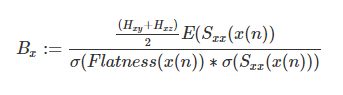 B_x := \frac{\frac{(H_{xy}+H_{xz})}{2} E(S_{xx}(x(n))}{\sigma(Flatness(x(n)) * \sigma(S_{xx}(x(n)))}